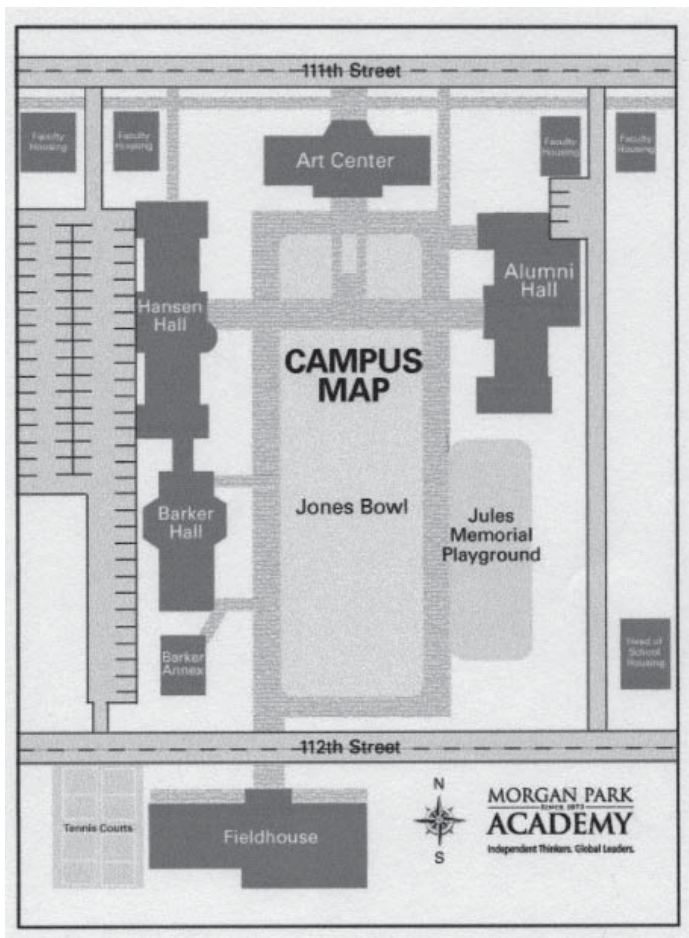 111th Street
Faculty
Housing
Faculty
Housing
Art Center
Faculty
Housing
Faculty
Housing
Hansen
Hall
Alumni
Hall
CAMPUS
MAP
Barker
Hall
Jones Bowl
Jules
Memorial
Playground
Barker
Annex
Head of
School
Housing
112th Street
Tennis Courts
Fieldhouse
N
S
MORGAN PARK
SINCE 1873
ACADEMY
Independent Thinkers. Global Leaders.